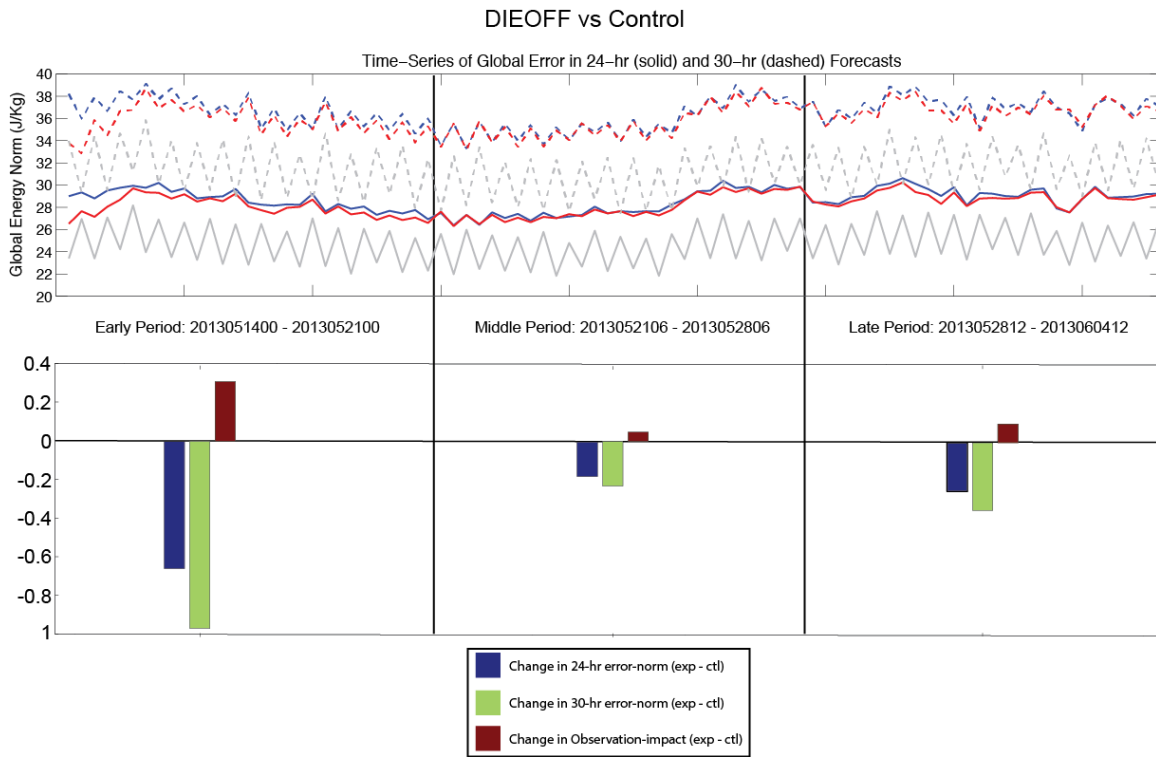 DIEOFF vs Control
Time-Series of Global Error in 24-hr (solid) and 30-hr (dashed) Forecasts
Global Energy Norm (J/Kg)
40
38
36
34
32
30
28
26
24
22
20
Early Period: 2013051400 - 2013052100
Middle Period: 2013052106 - 2013052806
Late Period: 2013052812 - 2013060412
0.4
0.2
0
-0.2
-0.4
-0.6
-0.8
1
Change in 24-hr error-norm (exp - ctl)
Change in 30-hr error-norm (exp - ctl)
Change in Observation-impact (exp - ctl)